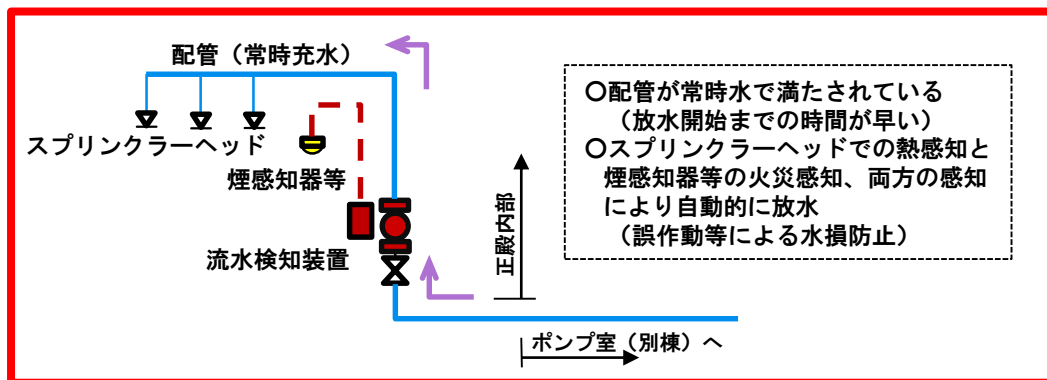 配管（常時充水）
スプリンクラーヘッド
煙感知器等
流水検知装置
正殿内部
ポンプ室（別棟）へ
〇配管が常時水で満たされている
（放水開始までの時間が早い）
〇スプリンクラーヘッドでの熱感知と
煙感知器等の火災感知、両方の感知
により自動的に放水
（誤作動等による水損防止）